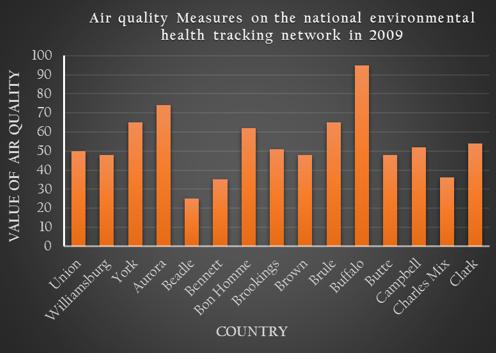 Air quality Measures on the national environmental
health tracking network in 2009
VALUE OF AIR QUALITY
100
90
80
70
60
50
40
30
20
10
0
Union
Williamsburg
York
Aurora
Beadle
Bennett
Bon Homme
Brookings
Brown
Brule
Buffalo
Butte
Campbell
Charles Mix
Clark
COUNTRY